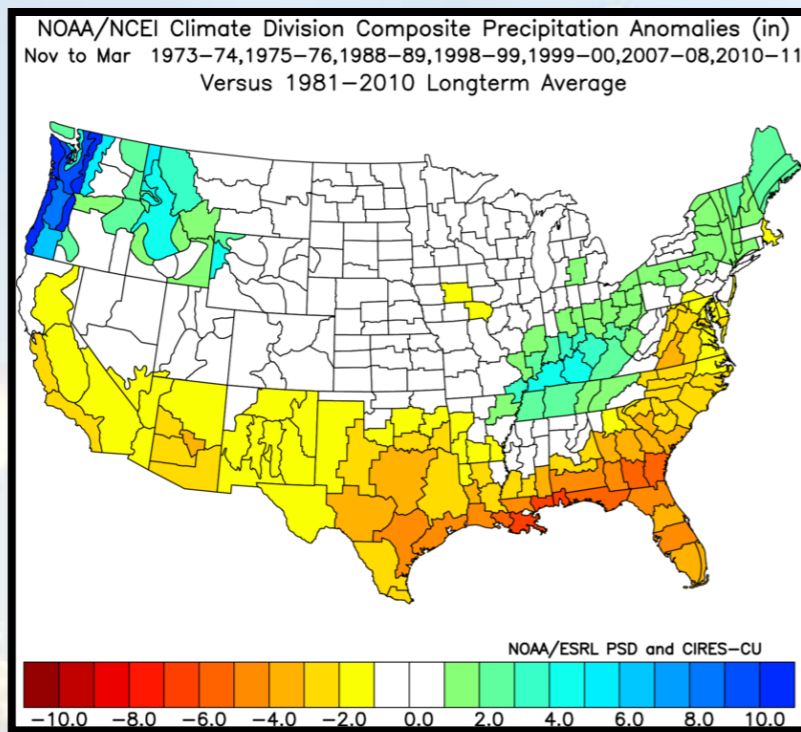 NOAA/NCEI Climate Division Composite Precipitation Anomalies (in)
Nov to Mar 1973-74,1975-76,1988-89,1998-99,1999-00,2007-08,2010-11
Versus 1981-2010 Longterm Average
NOAA/ESRL PSD and CIRES-CU
-10.0 -8.0 -6.0 -4.0 -2.0 0.0 2.0 4.0 6.0 8.0 10.0